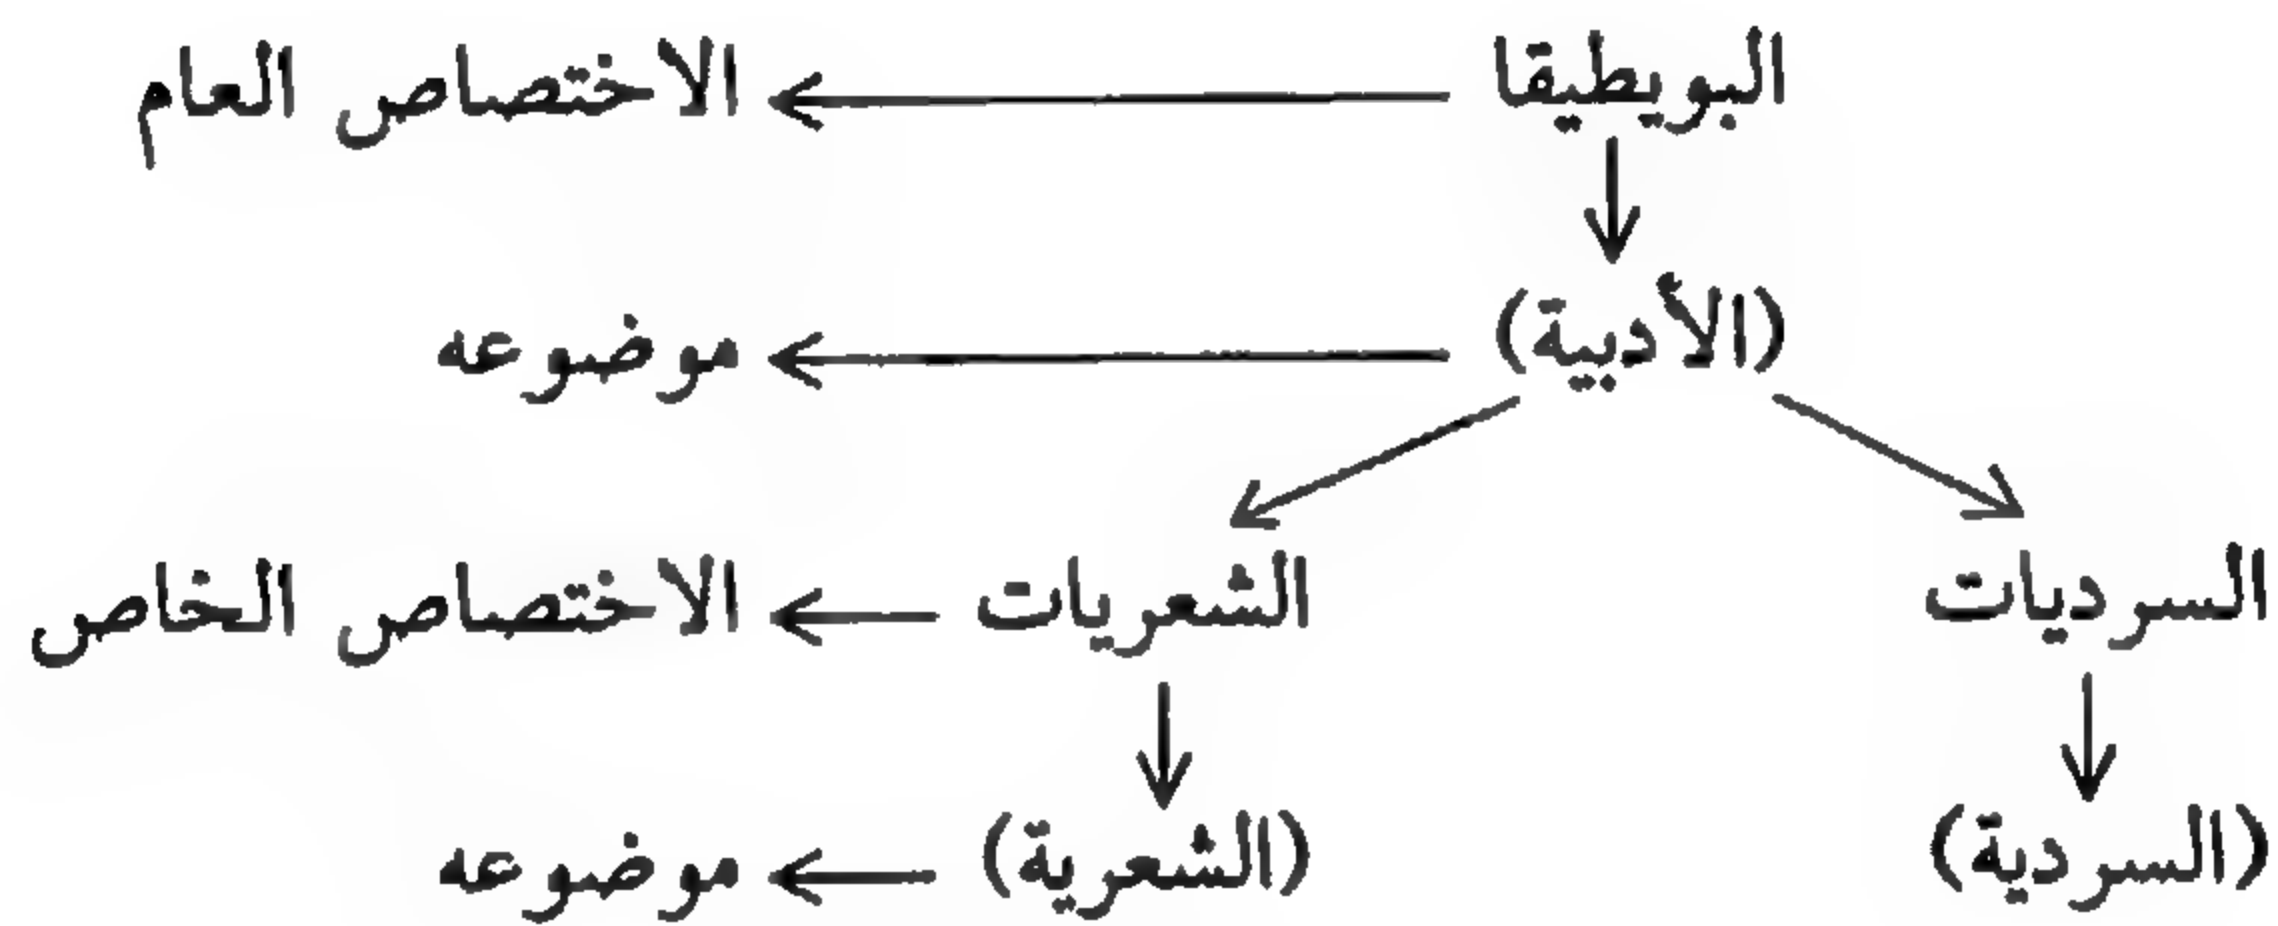 البويطيقا الاختصاص العام
(الأدبية) موضوعه
السرديات الشعريات الاختصاص الخاص
(السردية) (الشعرية) موضوعه